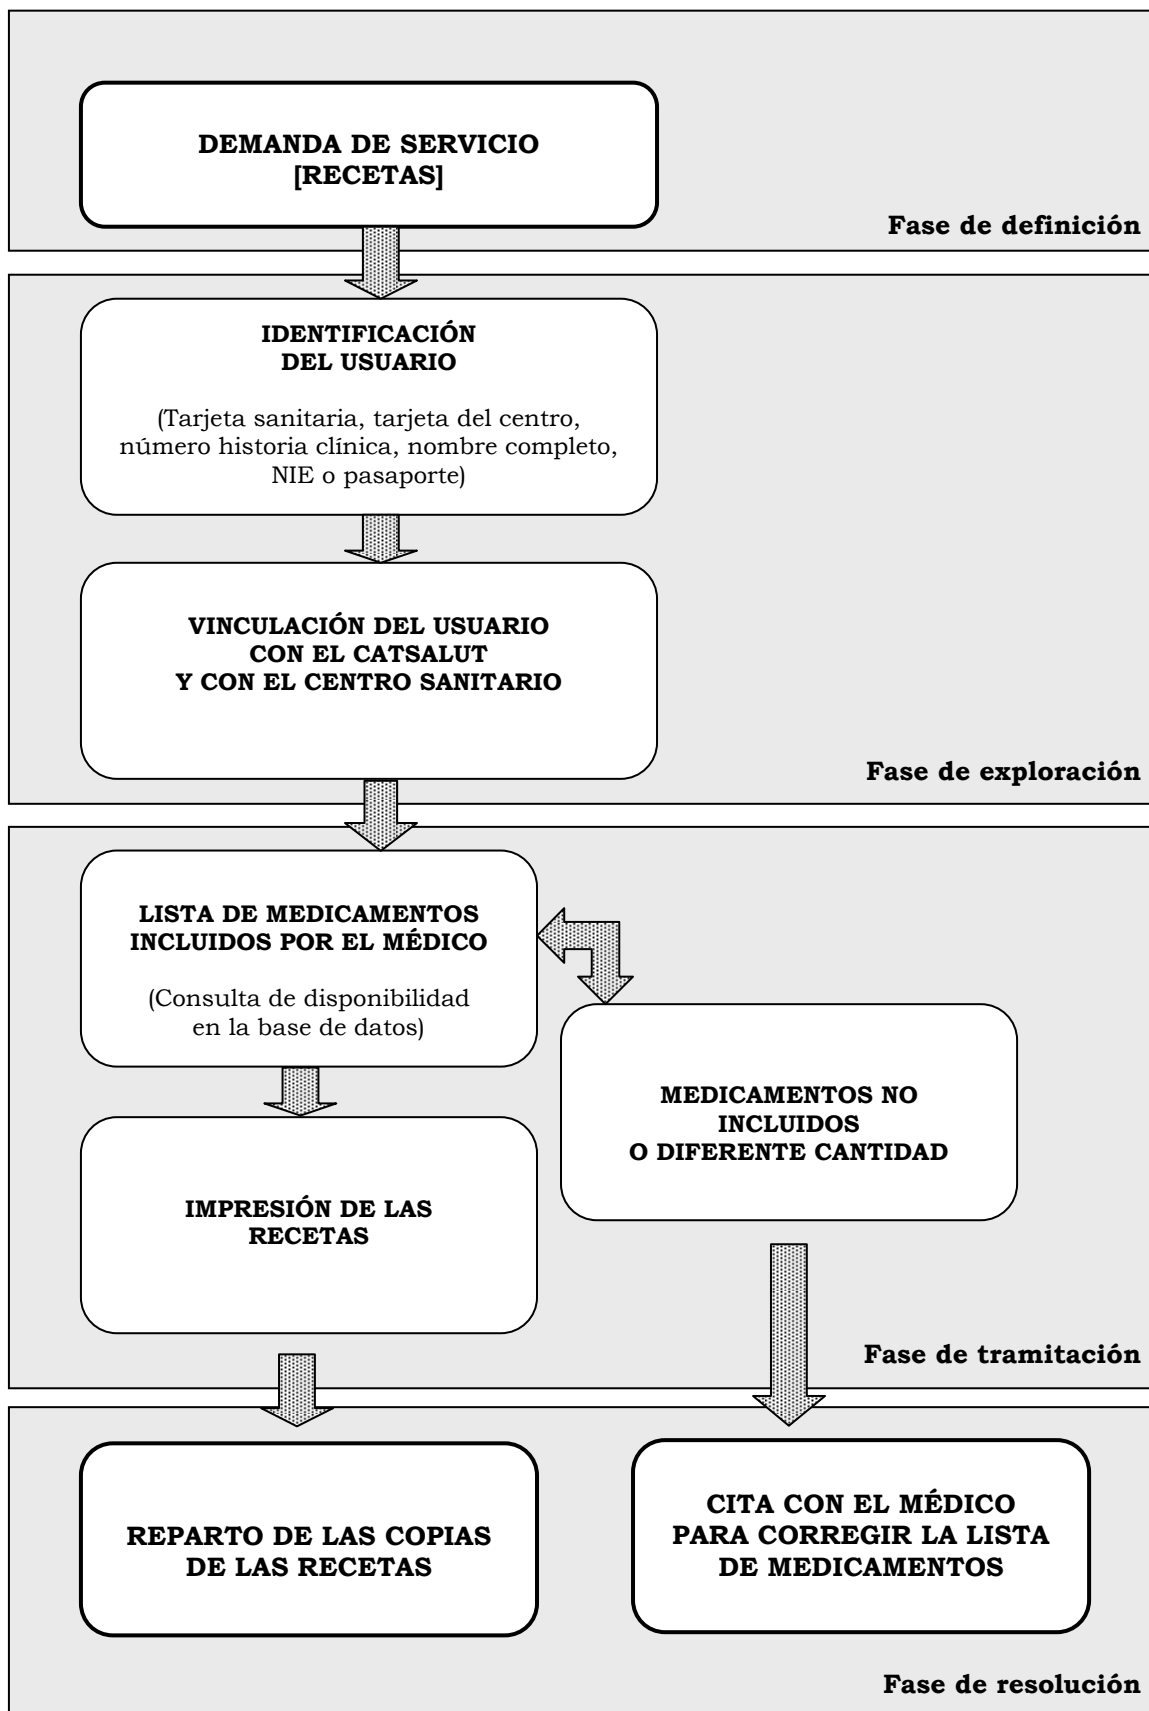 DEMANDA DE SERVICIO
[RECETAS]
Fase de definición
IDENTIFICACIÓN
DEL USUARIO
(Tarjeta sanitaria, tarjeta del centro,
número historia clínica, nombre completo,
NIE o pasaporte)
VINCULACIÓN DEL USUARIO
CON EL CATSALUT
Y CON EL CENTRO SANITARIO
Fase de exploración
LISTA DE MEDICAMENTOS
INCLUIDOS POR EL MÉDICO
(Consulta de disponibilidad
en la base de datos)
MEDICAMENTOS NO
INCLUIDOS
O DIFERENTE CANTIDAD
IMPRESIÓN DE LAS
RECETAS
Fase de tramitación
REPARTO DE LAS COPIAS
DE LAS RECETAS
CITA CON EL MÉDICO
PARA CORREGIR LA LISTA
DE MEDICAMENTOS
Fase de resolución